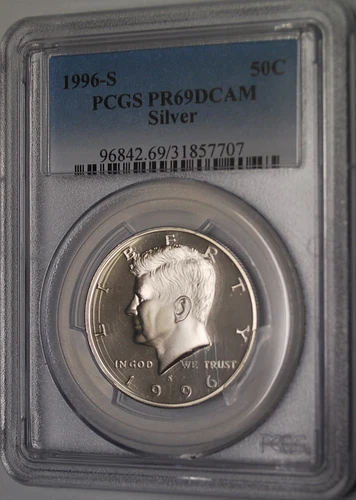 1996-S 50C
PCGS PR69DCAM
Silver
96842.69/31857707
LIBERTY
IN GOD WE TRUST
1996
PCGS